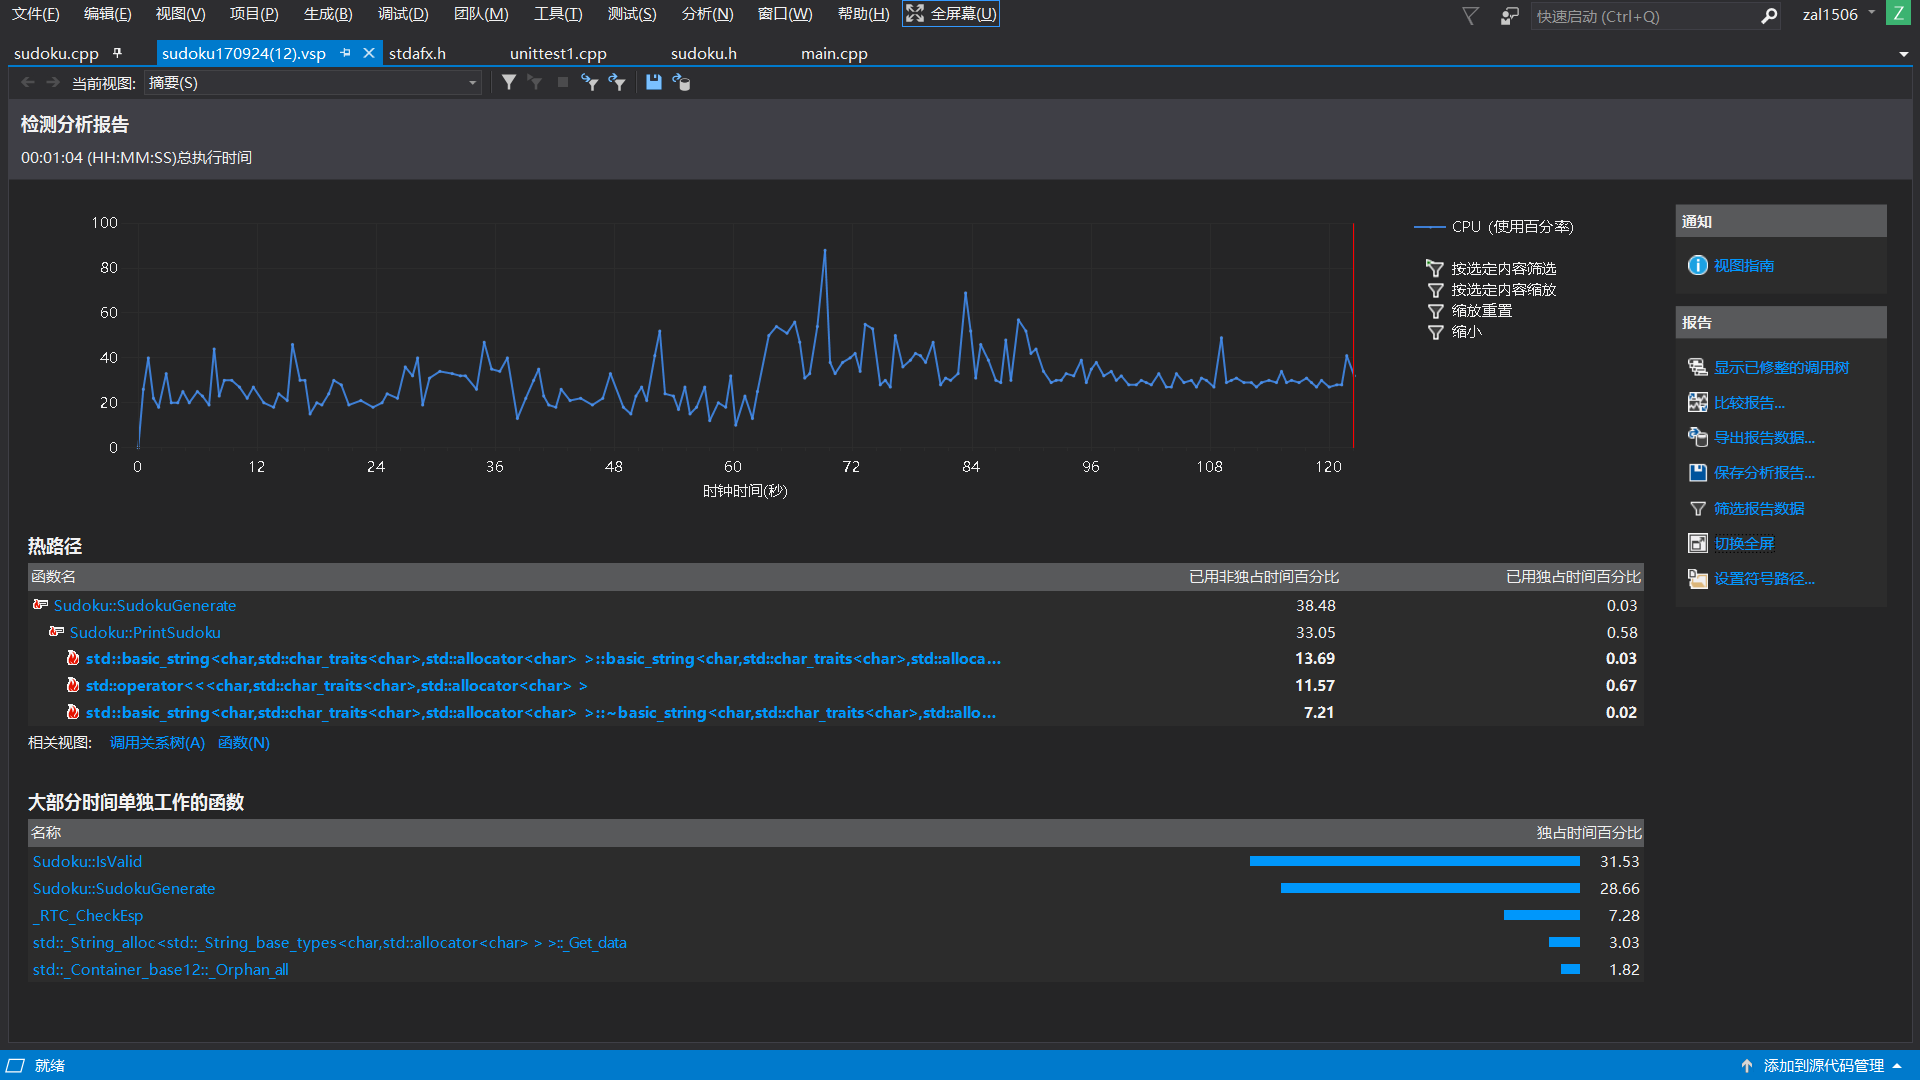 文件(F) 编辑(E) 视图(V) 项目(P) 生成(B) 调试(D) 团队(M) 工具(T) 测试(S) 分析(N) 窗口(W) 帮助(H) 全屏幕(U) 快速启动 (Ctrl+Q) zal1506 Z
sudoku.cpp sudoku170924(12).vsp stdafx.h unittest1.cpp sudoku.h main.cpp
当前视图: 摘要(S)
检测分析报告
00:01:04 (HH:MM:SS)总执行时间
100
80
60
40
20
0
0 12 24 36 48 60 72 84 96 108 120
时钟时间(秒)
CPU (使用百分率)
按选定内容筛选
按选定内容缩放
缩放重置
缩小
通知
视图指南
报告
显示已修整的调用树
比较报告...
导出报告数据...
保存分析报告...
筛选报告数据
切换全屏
设置符号路径...
热路径
函数名 已用非独占时间百分比 已用独占时间百分比
Sudoku::SudokuGenerate 38.48 0.03
Sudoku::PrintSudoku 33.05 0.58
std::basic_string<char,std::char_traits<char>,std::allocator<char> >::basic_string<char,std::char_traits<char>,std::alloca... 13.69 0.03
std::operator<<<char,std::char_traits<char>,std::allocator<char> > 11.57 0.67
std::basic_string<char,std::char_traits<char>,std::allocator<char> >::~basic_string<char,std::char_traits<char>,std::allo... 7.21 0.02
相关视图: 调用关系树(A) 函数(N)
大部分时间单独工作的函数
名称 独占时间百分比
Sudoku::IsValid 31.53
Sudoku::SudokuGenerate 28.66
_RTC_CheckEsp 7.28
std::_String_alloc<std::_String_base_types<char,std::allocator<char> > >::_Get_data 3.03
std::_Container_base12::_Orphan_all 1.82
就绪 添加到源代码管理